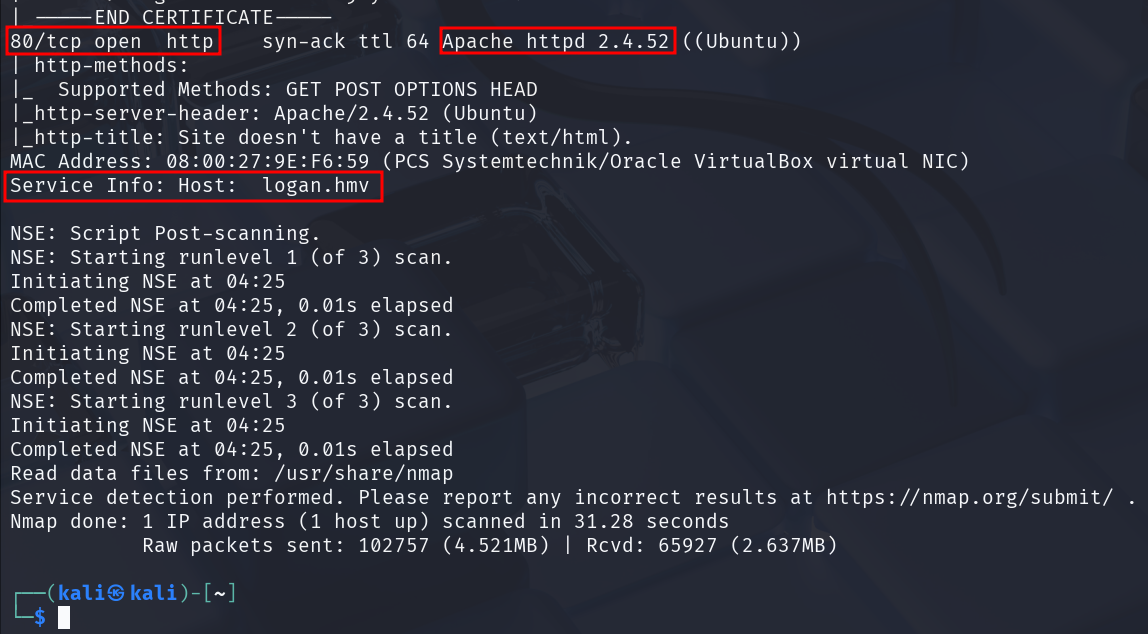 | -----END CERTIFICATE-----
80/tcp open  http    syn-ack ttl 64 Apache httpd 2.4.52 ((Ubuntu))
| http-methods:
|_  Supported Methods: GET POST OPTIONS HEAD
|_http-server-header: Apache/2.4.52 (Ubuntu)
|_http-title: Site doesn't have a title (text/html).
MAC Address: 08:00:27:9E:F6:59 (PCS Systemtechnik/Oracle VirtualBox virtual NIC)
Service Info: Host:  logan.hmv

NSE: Script Post-scanning.
NSE: Starting runlevel 1 (of 3) scan.
Initiating NSE at 04:25
Completed NSE at 04:25, 0.01s elapsed
NSE: Starting runlevel 2 (of 3) scan.
Initiating NSE at 04:25
Completed NSE at 04:25, 0.01s elapsed
NSE: Starting runlevel 3 (of 3) scan.
Initiating NSE at 04:25
Completed NSE at 04:25, 0.01s elapsed
Read data files from: /usr/share/nmap
Service detection performed. Please report any incorrect results at https://nmap.org/submit/ .
Nmap done: 1 IP address (1 host up) scanned in 31.28 seconds
           Raw packets sent: 102757 (4.521MB) | Rcvd: 65927 (2.637MB)

┌──(kali㉿kali)-[~]
└─$